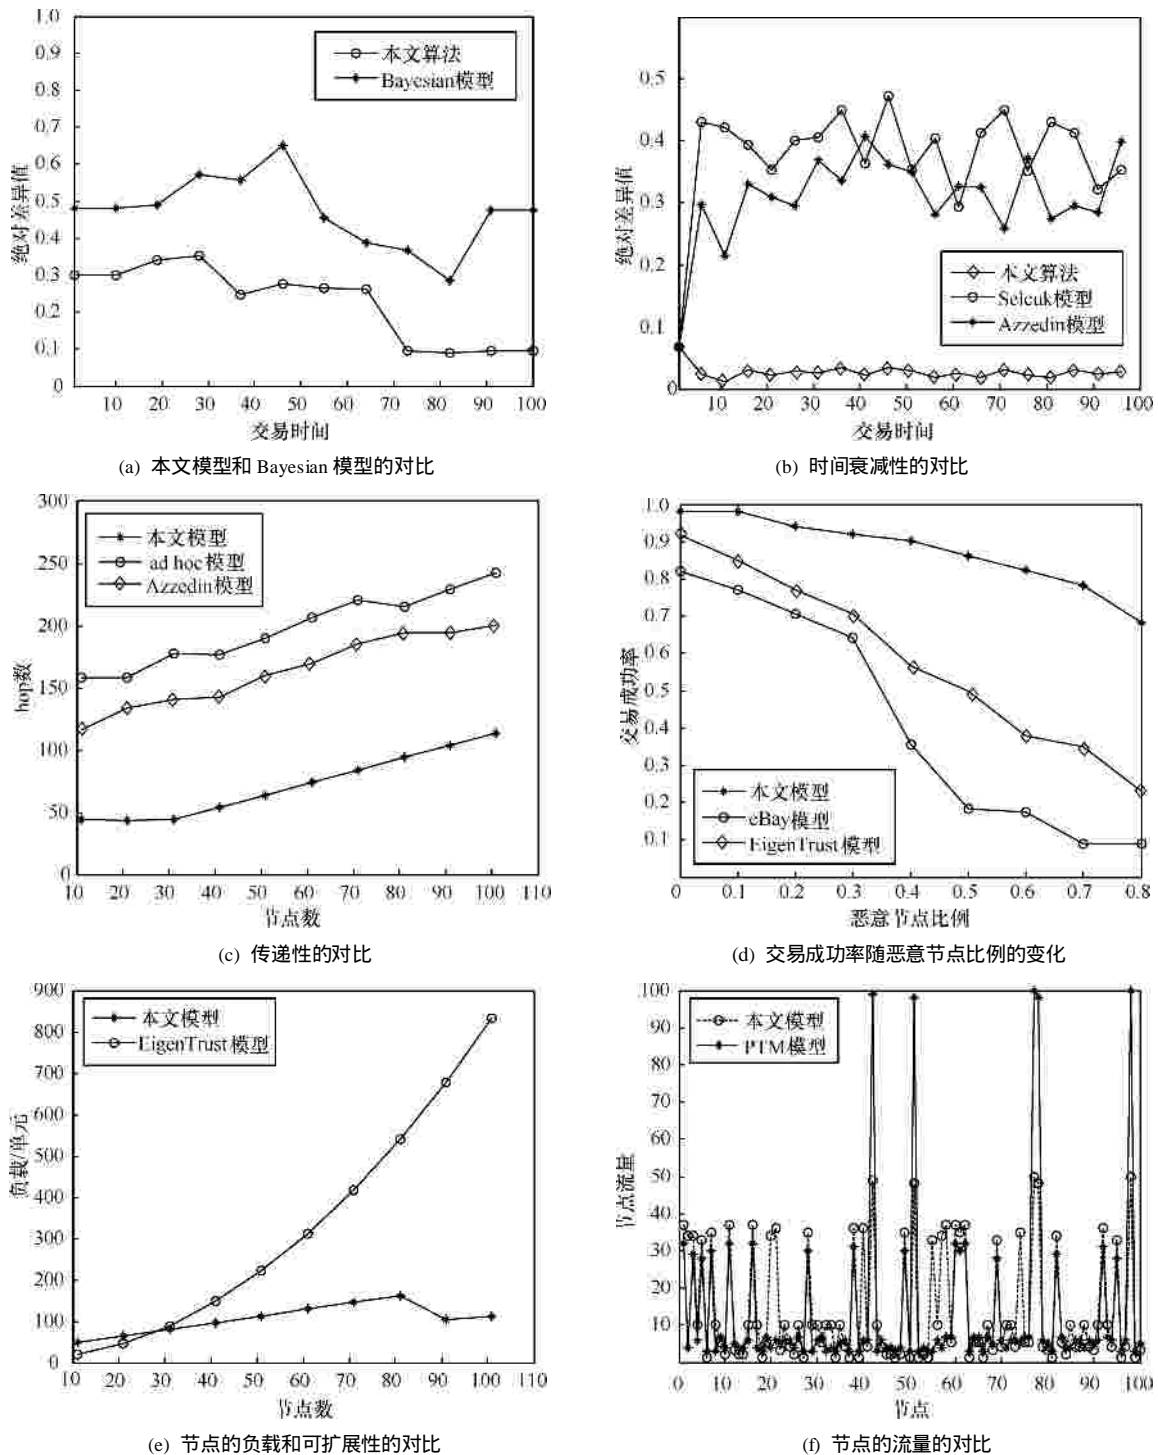 1.0
0.9
0.8
0.7
0.6
0.5
0.4
0.3
0.2
0.1
0
10 20 30 40 50 60 70 80 90 100
绝对差异值
交易时间
本文算法
Bayesian模型
(a) 本文模型和 Bayesian 模型的对比
0.5
0.4
0.3
0.2
0.1
0
10 20 30 40 50 60 70 80 90 100
绝对差异值
交易时间
本文算法
Selcuk模型
Azzedin模型
(b) 时间衰减性的对比
300
250
200
150
100
50
0
10 20 30 40 50 60 70 80 90 100 110
hop数
节点数
本文模型
ad hoc模型
Azzedin模型
(c) 传递性的对比
1.0
0.9
0.8
0.7
0.6
0.5
0.4
0.3
0.2
0.1
0 0.1 0.2 0.3 0.4 0.5 0.6 0.7 0.8
交易成功率
恶意节点比例
本文模型
eBay模型
EigenTrust模型
(d) 交易成功率随恶意节点比例的变化
900
800
700
600
500
400
300
200
100
0
10 20 30 40 50 60 70 80 90 100 110
负载/单元
节点数
本文模型
EigenTrust模型
(e) 节点的负载和可扩展性的对比
100
90
80
70
60
50
40
30
20
10
0 10 20 30 40 50 60 70 80 90 100
节点流量
节点
本文模型
PTM模型
(f) 节点的流量的对比